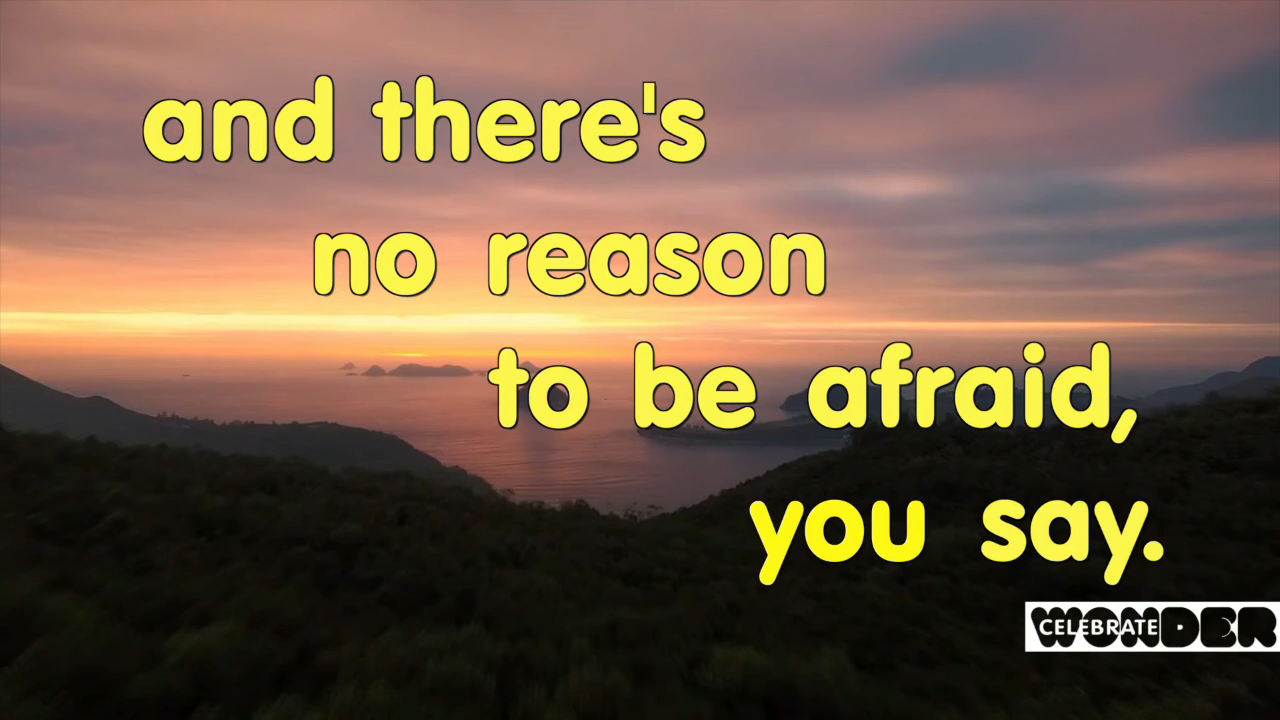 and there's
no reason
to be afraid,
you say.
CELEBRATE WONDER